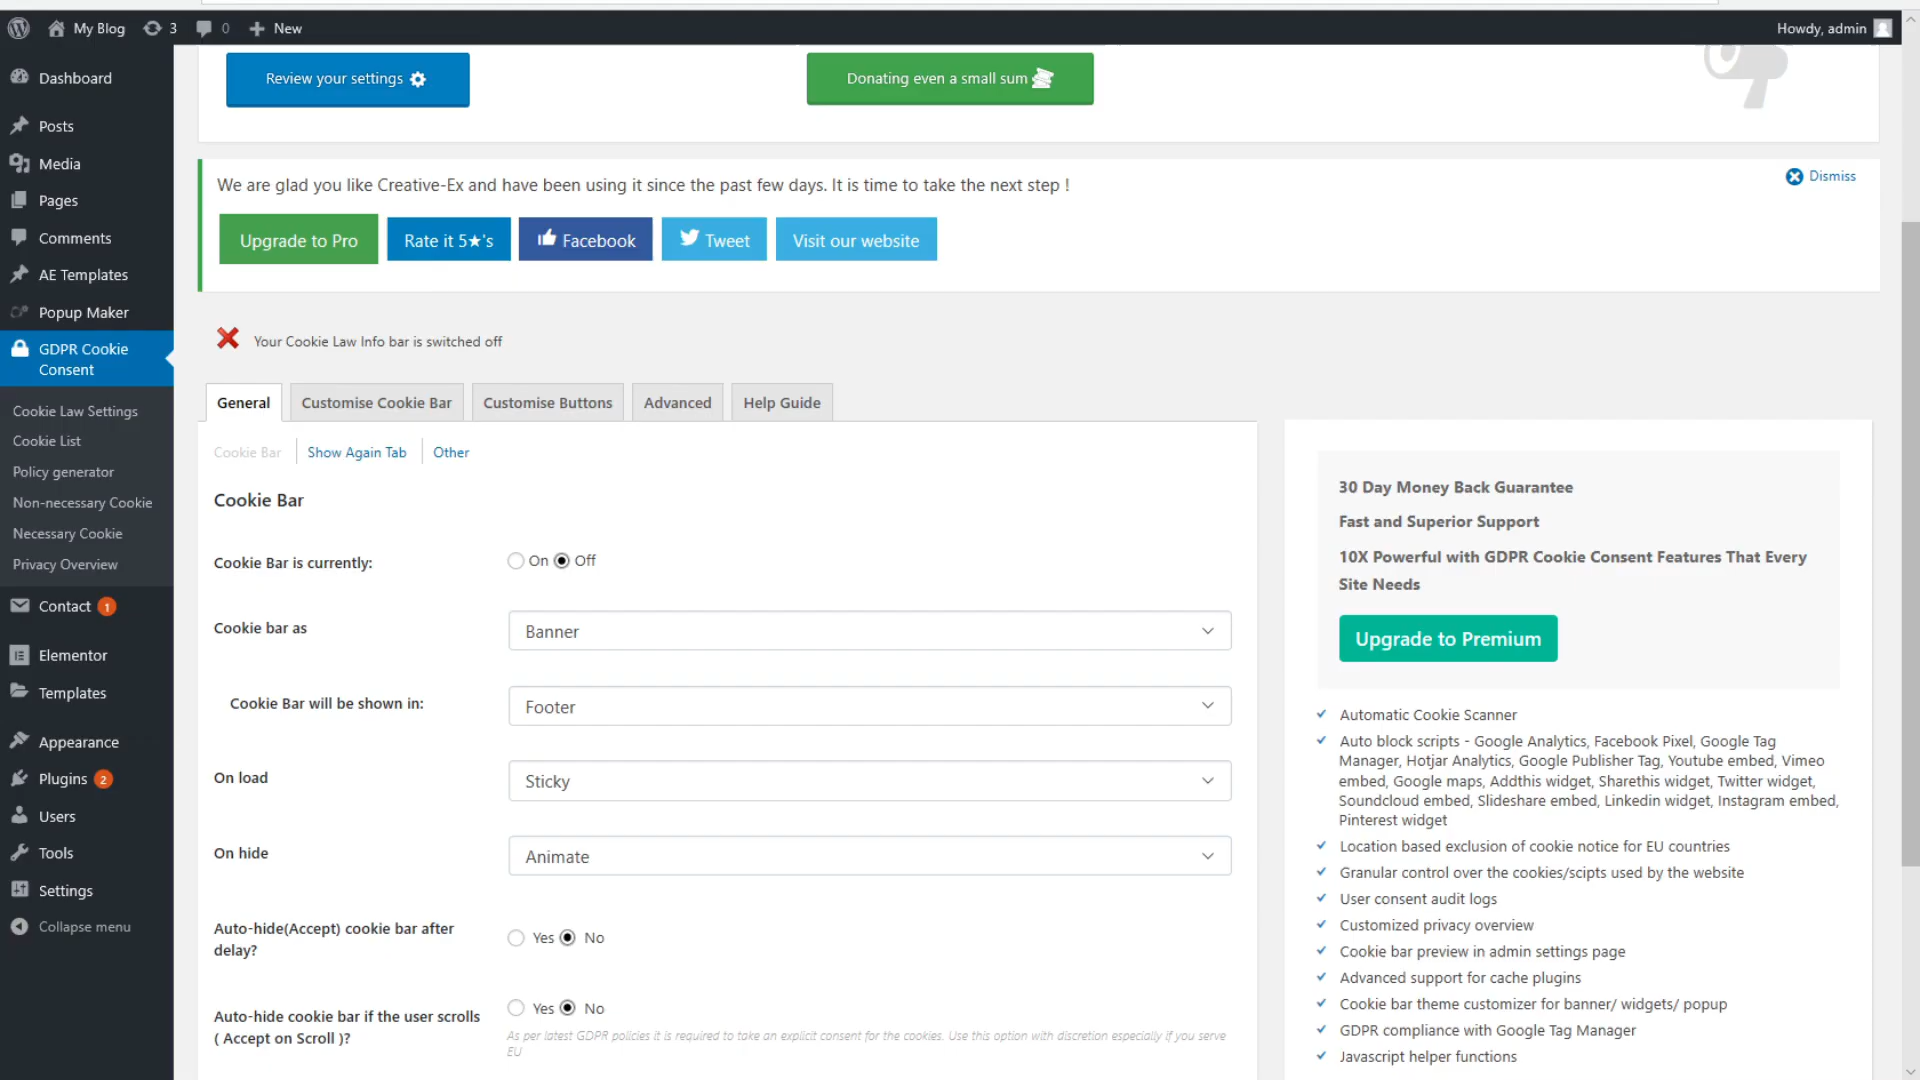 My Blog
3
0
New
Howdy, admin
Dashboard
Posts
Media
Pages
Comments
AE Templates
Popup Maker
GDPR Cookie
Consent
Cookie Law Settings
Cookie List
Policy generator
Non-necessary Cookie
Necessary Cookie
Privacy Overview
Contact 1
Elementor
Templates
Appearance
Plugins 2
Users
Tools
Settings
Collapse menu
Review your settings
Donating even a small sum
We are glad you like Creative-Ex and have been using it since the past few days. It is time to take the next step !
Dismiss
Upgrade to Pro
Rate it 5★'s
Facebook
Tweet
Visit our website
Your Cookie Law Info bar is switched off
General
Customise Cookie Bar
Customise Buttons
Advanced
Help Guide
Cookie Bar
Show Again Tab
Other
Cookie Bar
Cookie Bar is currently:
On
Off
Cookie bar as
Banner
Cookie Bar will be shown in:
Footer
On load
Sticky
On hide
Animate
Auto-hide(Accept) cookie bar after
delay?
Yes
No
Auto-hide cookie bar if the user scrolls
( Accept on Scroll )?
Yes
No
As per latest GDPR policies it is required to take an explicit consent for the cookies. Use this option with discretion especially if you serve
EU
30 Day Money Back Guarantee
Fast and Superior Support
10X Powerful with GDPR Cookie Consent Features That Every
Site Needs
Upgrade to Premium
Automatic Cookie Scanner
Auto block scripts - Google Analytics, Facebook Pixel, Google Tag
Manager, Hotjar Analytics, Google Publisher Tag, Youtube embed, Vimeo
embed, Google maps, Addthis widget, Sharethis widget, Twitter widget,
Soundcloud embed, Slideshare embed, Linkedin widget, Instagram embed,
Pinterest widget
Location based exclusion of cookie notice for EU countries
Granular control over the cookies/scipts used by the website
User consent audit logs
Customized privacy overview
Cookie bar preview in admin settings page
Advanced support for cache plugins
Cookie bar theme customizer for banner/ widgets/ popup
GDPR compliance with Google Tag Manager
Javascript helper functions